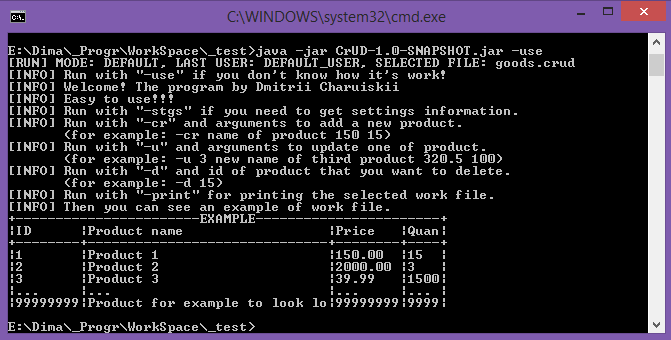 C:\WINDOWS\system32\cmd.exe
E:\Dima\_Progr\WorkSpace\_test>java -jar CrUD-1.0-SNAPSHOT.jar -use
[RUN] MODE: DEFAULT, LAST USER: DEFAULT_USER, SELECTED FILE: goods.crud
[INFO] Run with "-use" if you don't know how it's work!
[INFO] Welcome! The program by Dmitrii Charuiskii
[INFO] Easy to use!!!
[INFO] Run with "-stgs" if you need to get settings information.
[INFO] Run with "-cr" and arguments to add a new product.
(for example: -cr name of product 150 15)
[INFO] Run with "-u" and arguments to update one of product.
(for example: -u 3 new name of third product 320.5 100)
[INFO] Run with "-d" and id of product that you want to delete.
(for example: -d 15)
[INFO] Run with "-print" for printing the selected work file.
[INFO] Then you can see an example of work file.
+-------------------------EXAMPLE-------------------------+
|ID      |Product name                   |Price   |Quan|
+--------+-------------------------------+--------+----+
|1       |Product 1                      |150.00  |15  |
|2       |Product 2                      |2000.00 |3   |
|3       |Product 3                      |39.99   |1500|
|...     |...                            |...     |... |
|99999999|Product for example to look lo|99999999|9999|
E:\Dima\_Progr\WorkSpace\_test>